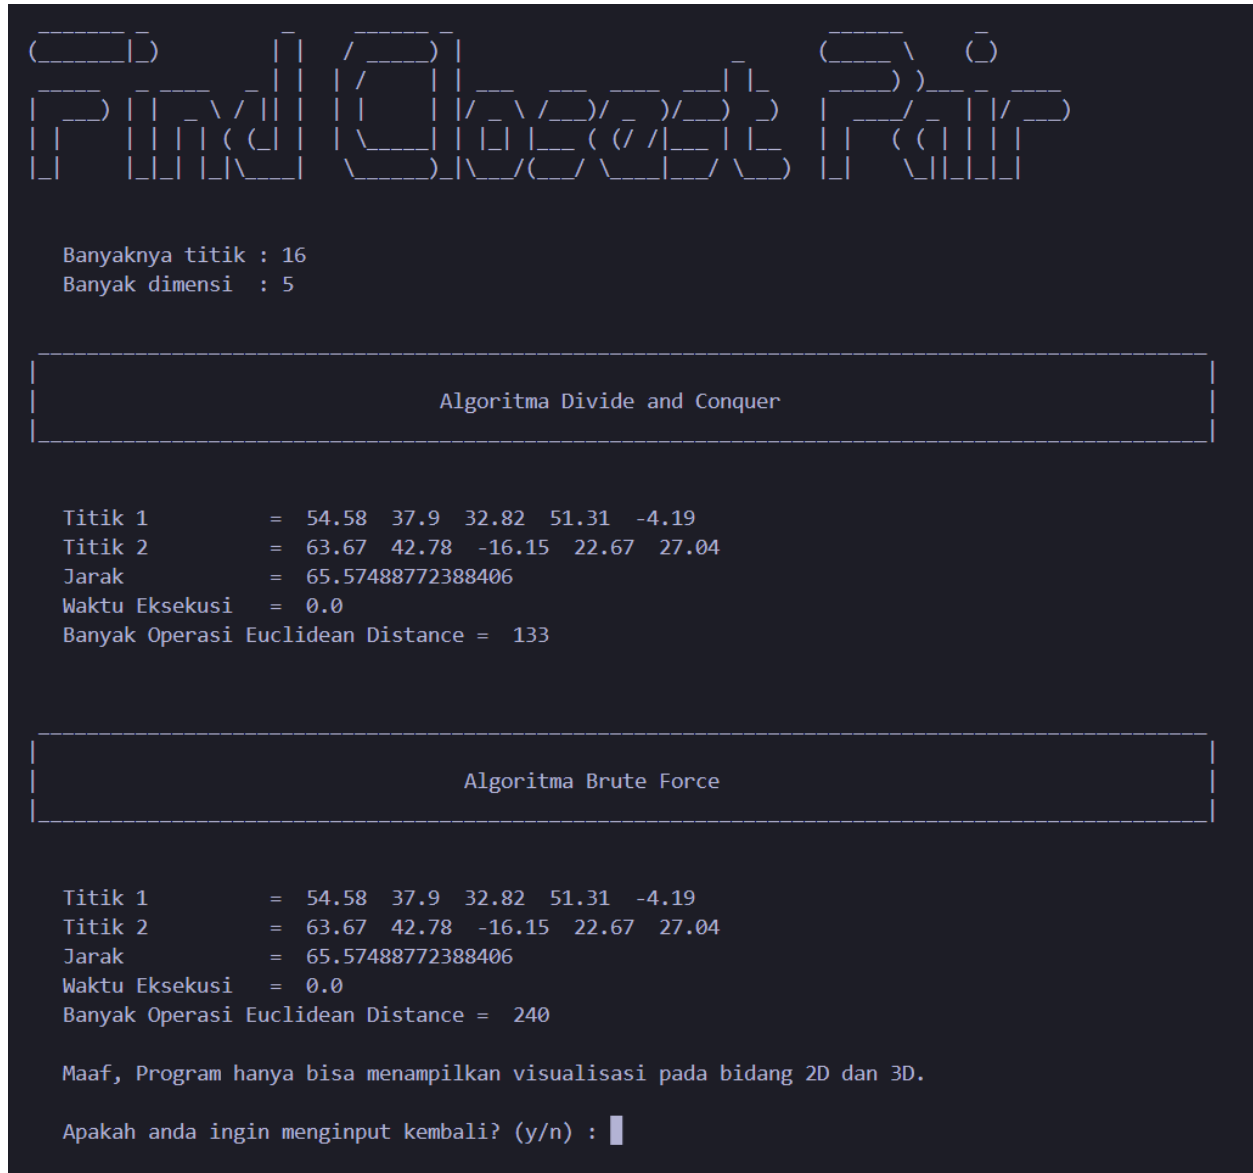 Find Closest Pair
Banyaknya titik : 16
Banyak dimensi  : 5
Algoritma Divide and Conquer
Titik 1          =  54.58  37.9  32.82  51.31  -4.19
Titik 2          =  63.67  42.78  -16.15  22.67  27.04
Jarak            =  65.57488772388406
Waktu Eksekusi   =  0.0
Banyak Operasi Euclidean Distance =  133
Algoritma Brute Force
Titik 1          =  54.58  37.9  32.82  51.31  -4.19
Titik 2          =  63.67  42.78  -16.15  22.67  27.04
Jarak            =  65.57488772388406
Waktu Eksekusi   =  0.0
Banyak Operasi Euclidean Distance =  240
Maaf, Program hanya bisa menampilkan visualisasi pada bidang 2D dan 3D.
Apakah anda ingin menginput kembali? (y/n) :